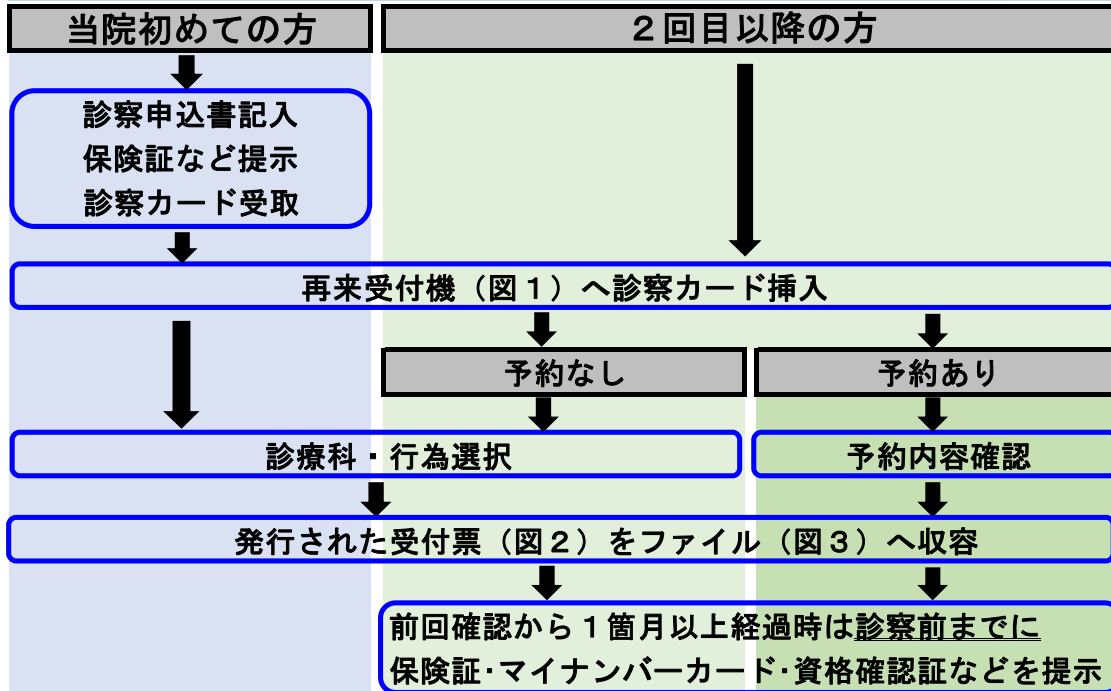 当院初めての方
２回目以降の方
診察申込書記入
保険証など提示
診察カード受取
再来受付機（図１）へ診察カード挿入
予約なし
予約あり
診療科・行為選択
予約内容確認
発行された受付票（図２）をファイル（図３）へ収容
前回確認から１箇月以上経過時は診察前までに
保険証・マイナンバーカード・資格確認証などを提示